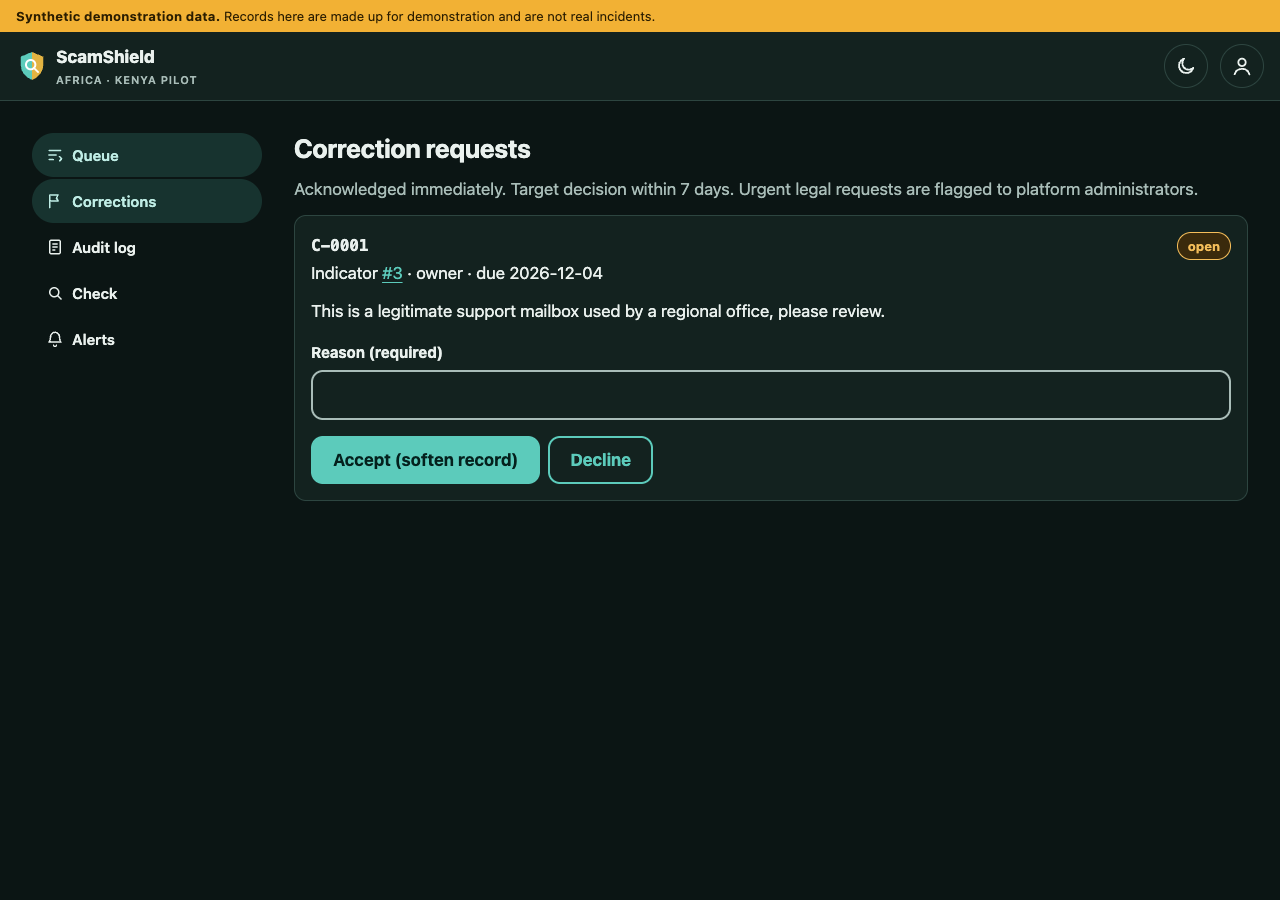 Synthetic demonstration data. Records here are made up for demonstration and are not real incidents.
ScamShield
AFRICA · KENYA PILOT
Queue
Corrections
Audit log
Check
Alerts
Correction requests
Acknowledged immediately. Target decision within 7 days. Urgent legal requests are flagged to platform administrators.
C-0001
open
Indicator #3 · owner · due 2026-12-04
This is a legitimate support mailbox used by a regional office, please review.
Reason (required)
Accept (soften record)
Decline